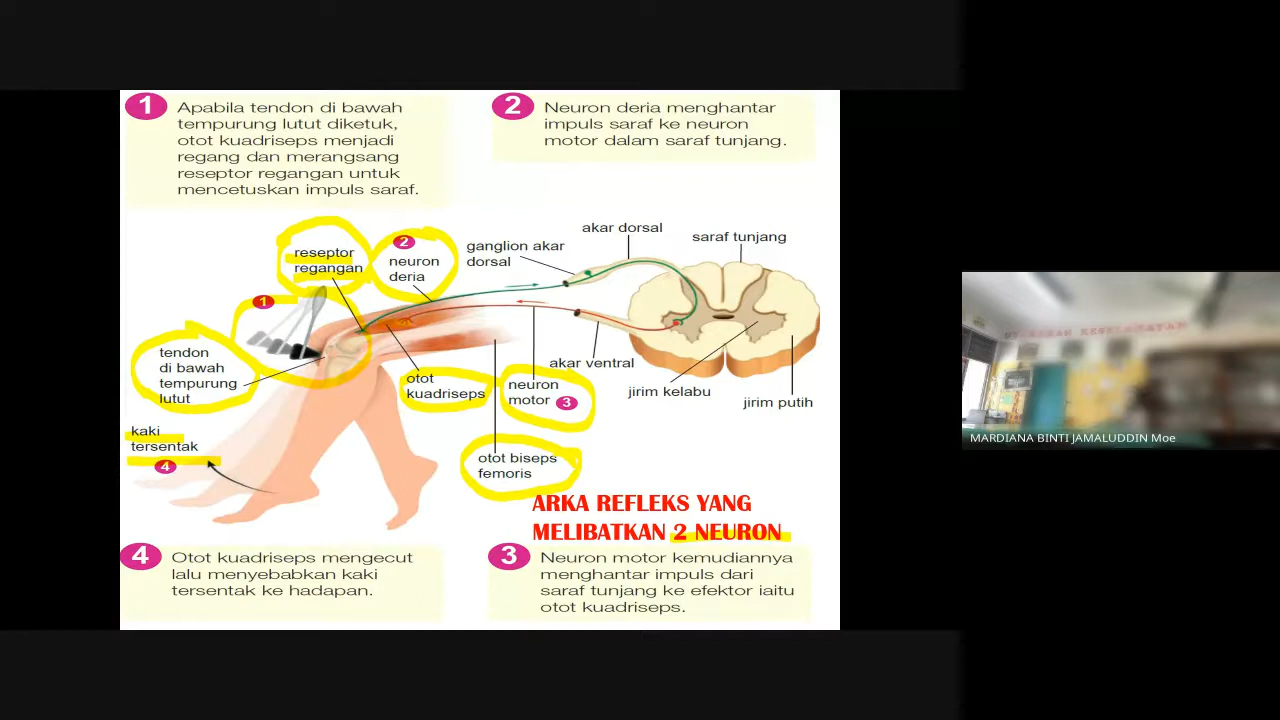 1
Apabila tendon di bawah
tempurung lutut diketuk,
otot kuadriseps menjadi
regang dan merangsang
reseptor regangan untuk
mencetuskan impuls saraf.
2
Neuron deria menghantar
impuls saraf ke neuron
motor dalam saraf tunjang.
reseptor
regangan
2
neuron
deria
ganglion akar
dorsal
akar dorsal
saraf tunjang
1
tendon
di bawah
tempurung
lutut
otot
kuadriseps
neuron
motor 3
akar ventral
jirim kelabu
jirim putih
kaki
tersentak
4
otot biseps
femoris
ARKA REFLEKS YANG
MELIBATKAN 2 NEURON
4
Otot kuadriseps mengecut
lalu menyebabkan kaki
tersentak ke hadapan.
3
Neuron motor kemudiannya
menghantar impuls dari
saraf tunjang ke efektor iaitu
otot kuadriseps.
MARDIANA BINTI JAMALUDDIN Moe